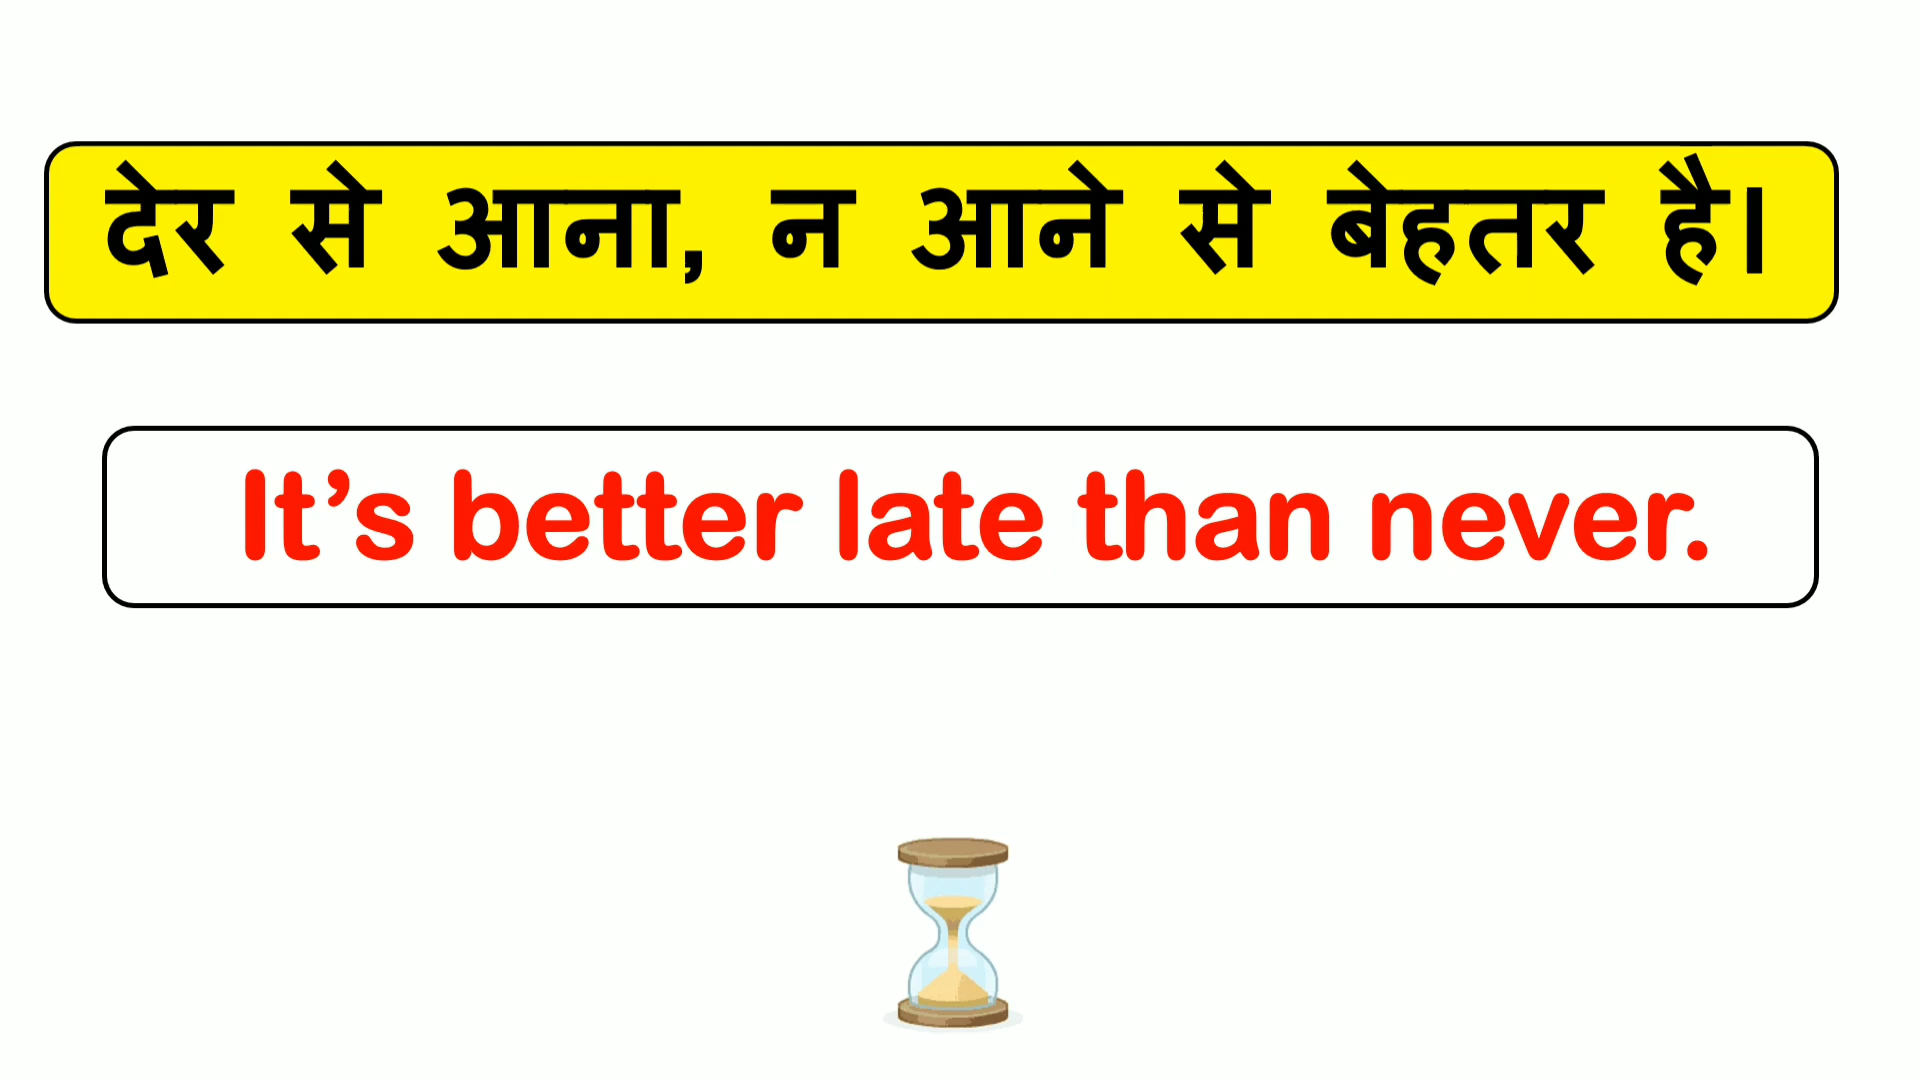 देर से आना, न आने से बेहतर है।
It’s better late than never.